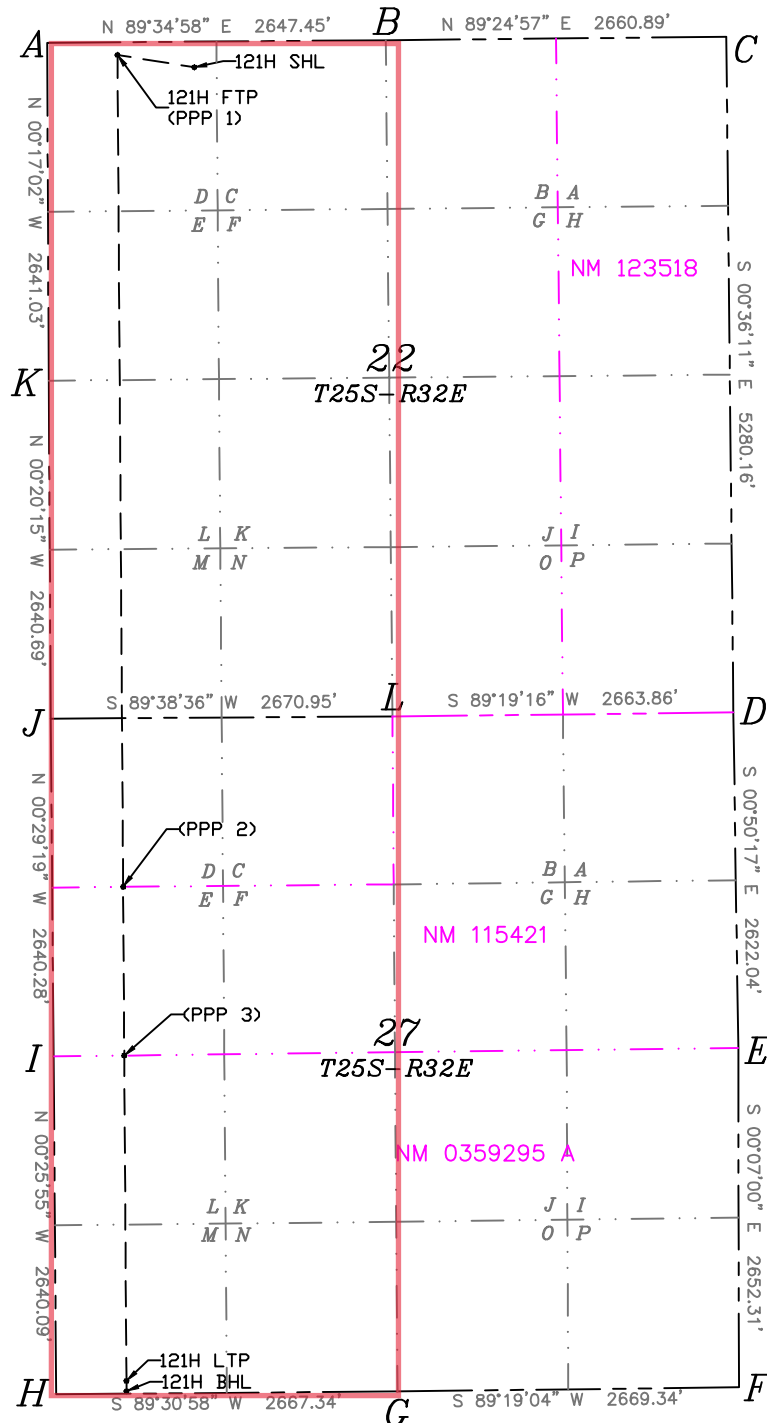 N 89°34'58" E 2647.45'
B
N 89°24'57" E 2660.89'
A
C
121H SHL
121H FTP
(PPP 1)
N 00°17'02" W 2641.03'
D C
E F
B A
G H
NM 123518
S 00°36'11" E 5280.16'
22
T25S-R32E
K
N 00°20'15" W 2640.69'
L K
M N
J I
O P
S 89°38'36" W 2670.95'
L
S 89°19'16" W 2663.86'
J
D
N 00°29'19" W 2640.28'
(PPP 2)
S 00°50'17" E 2622.04'
D C
E F
B A
G H
NM 115421
(PPP 3)
27
T25S-R32E
I
E
N 00°25'55" W 2640.09'
NM 0359295 A
S 00°07'00" E 2652.31'
L K
M N
J I
O P
121H LTP
121H BHL
H
F
S 89°30'58" W 2667.34'
G
S 89°19'04" W 2669.34'